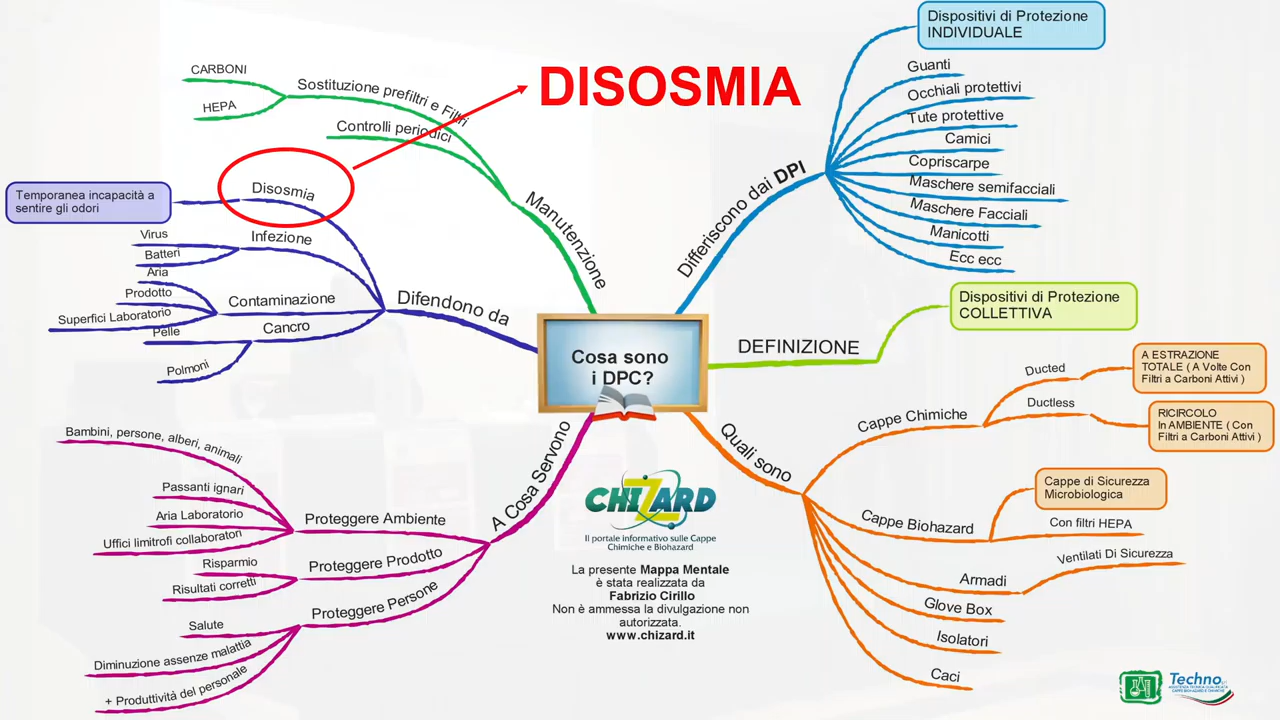 DISOSMIA
Cosa sono
i DPC?
Manutenzione
Sostituzione prefiltri e Filtri
CARBONI
HEPA
Controlli periodici
Difendono da
Disosmia
Temporanea incapacità a
sentire gli odori
Infezione
Virus
Batteri
Contaminazione
Aria
Prodotto
Superfici Laboratorio
Cancro
Pelle
Polmoni
A Cosa Servono
Proteggere Ambiente
Bambini, persone, alberi, animali
Passanti ignari
Aria Laboratorio
Uffici limitrofi collaboratori
Proteggere Prodotto
Risparmio
Risultati corretti
Proteggere Persone
Salute
Diminuzione assenze malattia
+ Produttività del personale
Differiscono dai DPI
Dispositivi di Protezione
INDIVIDUALE
Guanti
Occhiali protettivi
Tute protettive
Camici
Copriscarpe
Maschere semifacciali
Maschere Facciali
Manicotti
Ecc ecc
DEFINIZIONE
Dispositivi di Protezione
COLLETTIVA
Quali sono
Cappe Chimiche
Ducted
A ESTRAZIONE
TOTALE ( A Volte Con
Filtri a Carboni Attivi )
Ductless
RICIRCOLO
In AMBIENTE ( Con
Filtri a Carboni Attivi )
Cappe Biohazard
Cappe di Sicurezza
Microbiologica
Con filtri HEPA
Armadi
Ventilati Di Sicurezza
Glove Box
Isolatori
Caci
CHIZARD
Il portale informativo sulle Cappe
Chimiche e Biohazard
La presente Mappa Mentale
è stata realizzata da
Fabrizio Cirillo
Non è ammessa la divulgazione non
autorizzata.
www.chizard.it
Techno